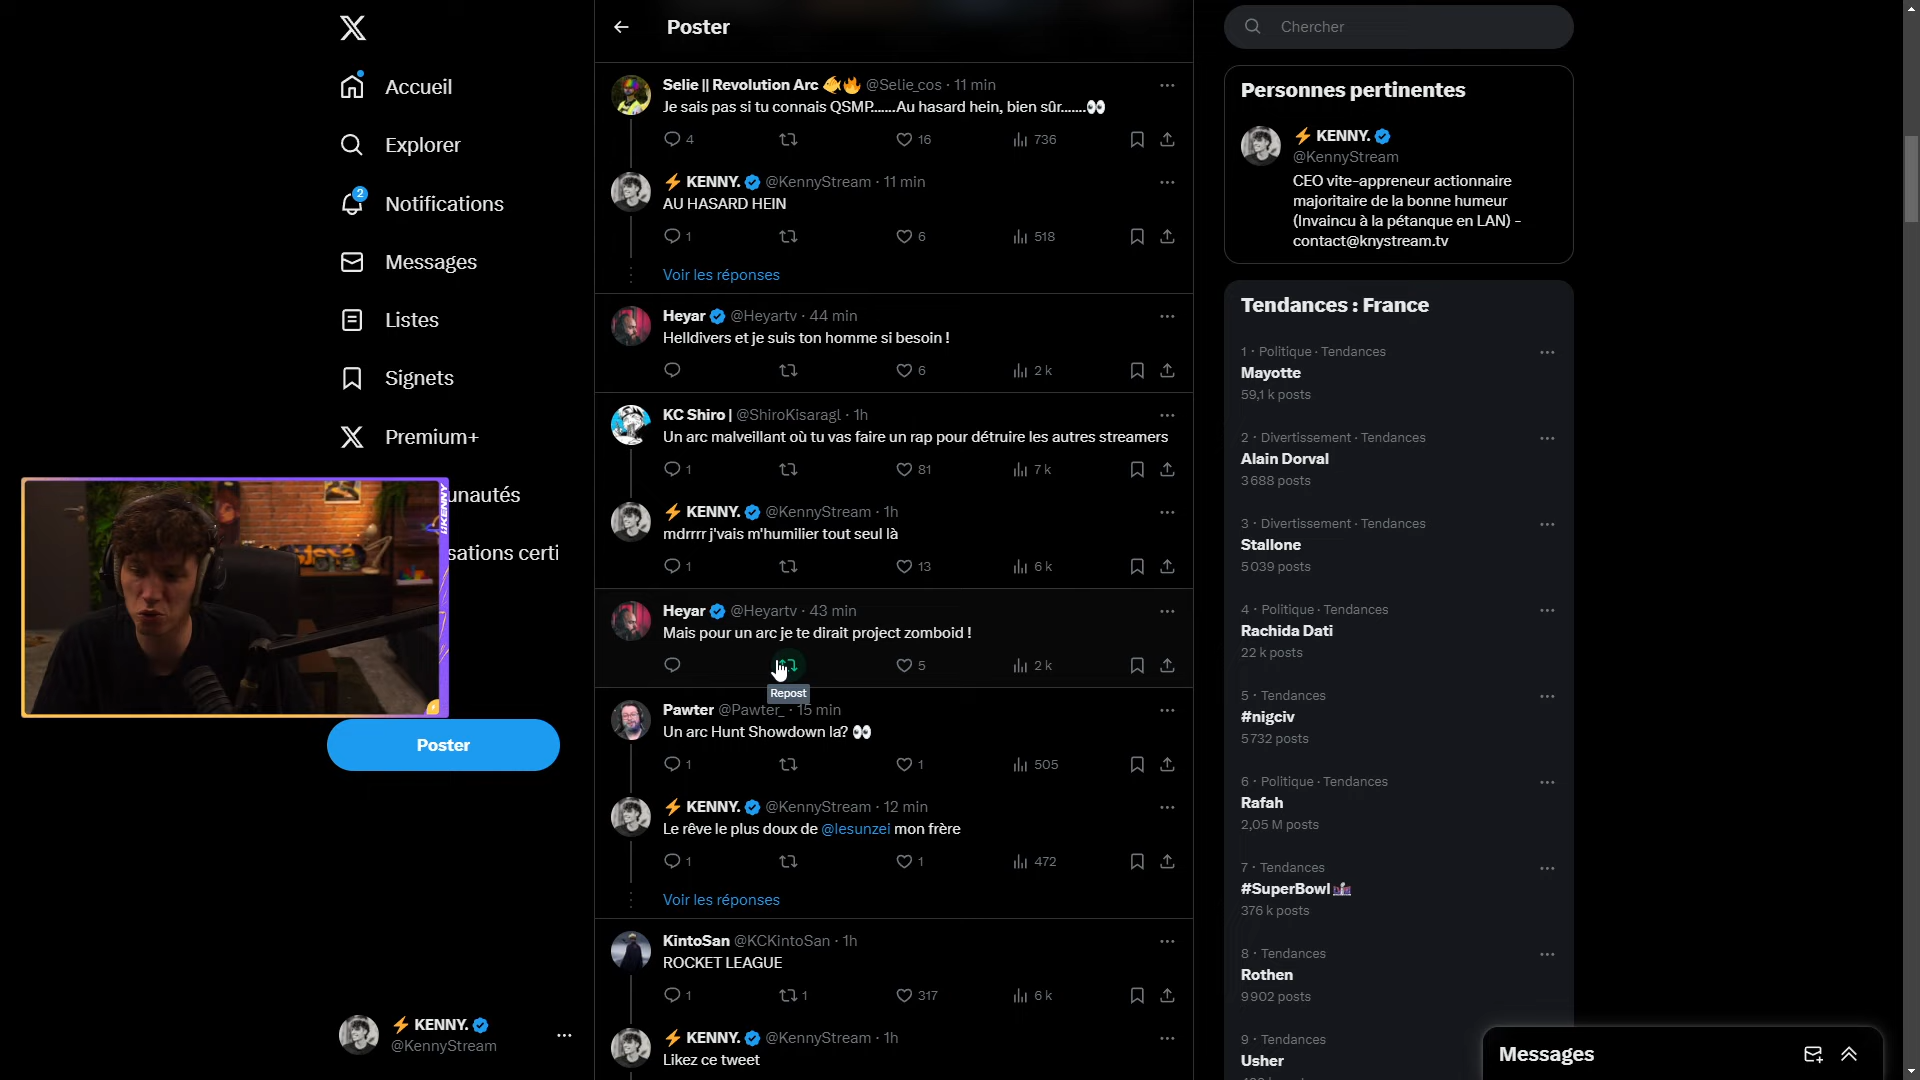 Accueil
Explorer
2
Notifications
Messages
Listes
Signets
Premium+
unautés
sations certi
Poster
⚡ KENNY.
@KennyStream
Poster
Selie || Revolution Arc 🐠🔥 @Selie_cos · 11 min
Je sais pas si tu connais QSMP.......Au hasard hein, bien sûr.......👀
4 16 736
⚡ KENNY. @KennyStream · 11 min
AU HASARD HEIN
1 6 518
Voir les réponses
Heyar @Heyartv · 44 min
Helldivers et je suis ton homme si besoin !
6 2 k
KC Shiro | @ShiroKisaragl · 1h
Un arc malveillant où tu vas faire un rap pour détruire les autres streamers
1 81 7 k
⚡ KENNY. @KennyStream · 1h
mdrrrr j'vais m'humilier tout seul là
1 13 6 k
Heyar @Heyartv · 43 min
Mais pour un arc je te dirait project zomboid !
5 2 k
Repost
Pawter @Pawter_ · 15 min
Un arc Hunt Showdown la? 👀
1 1 505
⚡ KENNY. @KennyStream · 12 min
Le rêve le plus doux de @lesunzei mon frère
1 1 472
Voir les réponses
KintoSan @KCKintoSan · 1h
ROCKET LEAGUE
1 1 317 6 k
⚡ KENNY. @KennyStream · 1h
Likez ce tweet
Chercher
Personnes pertinentes
⚡ KENNY.
@KennyStream
CEO vite-appreneur actionnaire
majoritaire de la bonne humeur
(Invaincu à la pétanque en LAN) -
contact@knystream.tv
Tendances : France
1 · Politique · Tendances
Mayotte
59,1 k posts
2 · Divertissement · Tendances
Alain Dorval
3 688 posts
3 · Divertissement · Tendances
Stallone
5 039 posts
4 · Politique · Tendances
Rachida Dati
22 k posts
5 · Tendances
#nigciv
5 732 posts
6 · Politique · Tendances
Rafah
2,05 M posts
7 · Tendances
#SuperBowl
376 k posts
8 · Tendances
Rothen
9 902 posts
9 · Tendances
Usher
Messages